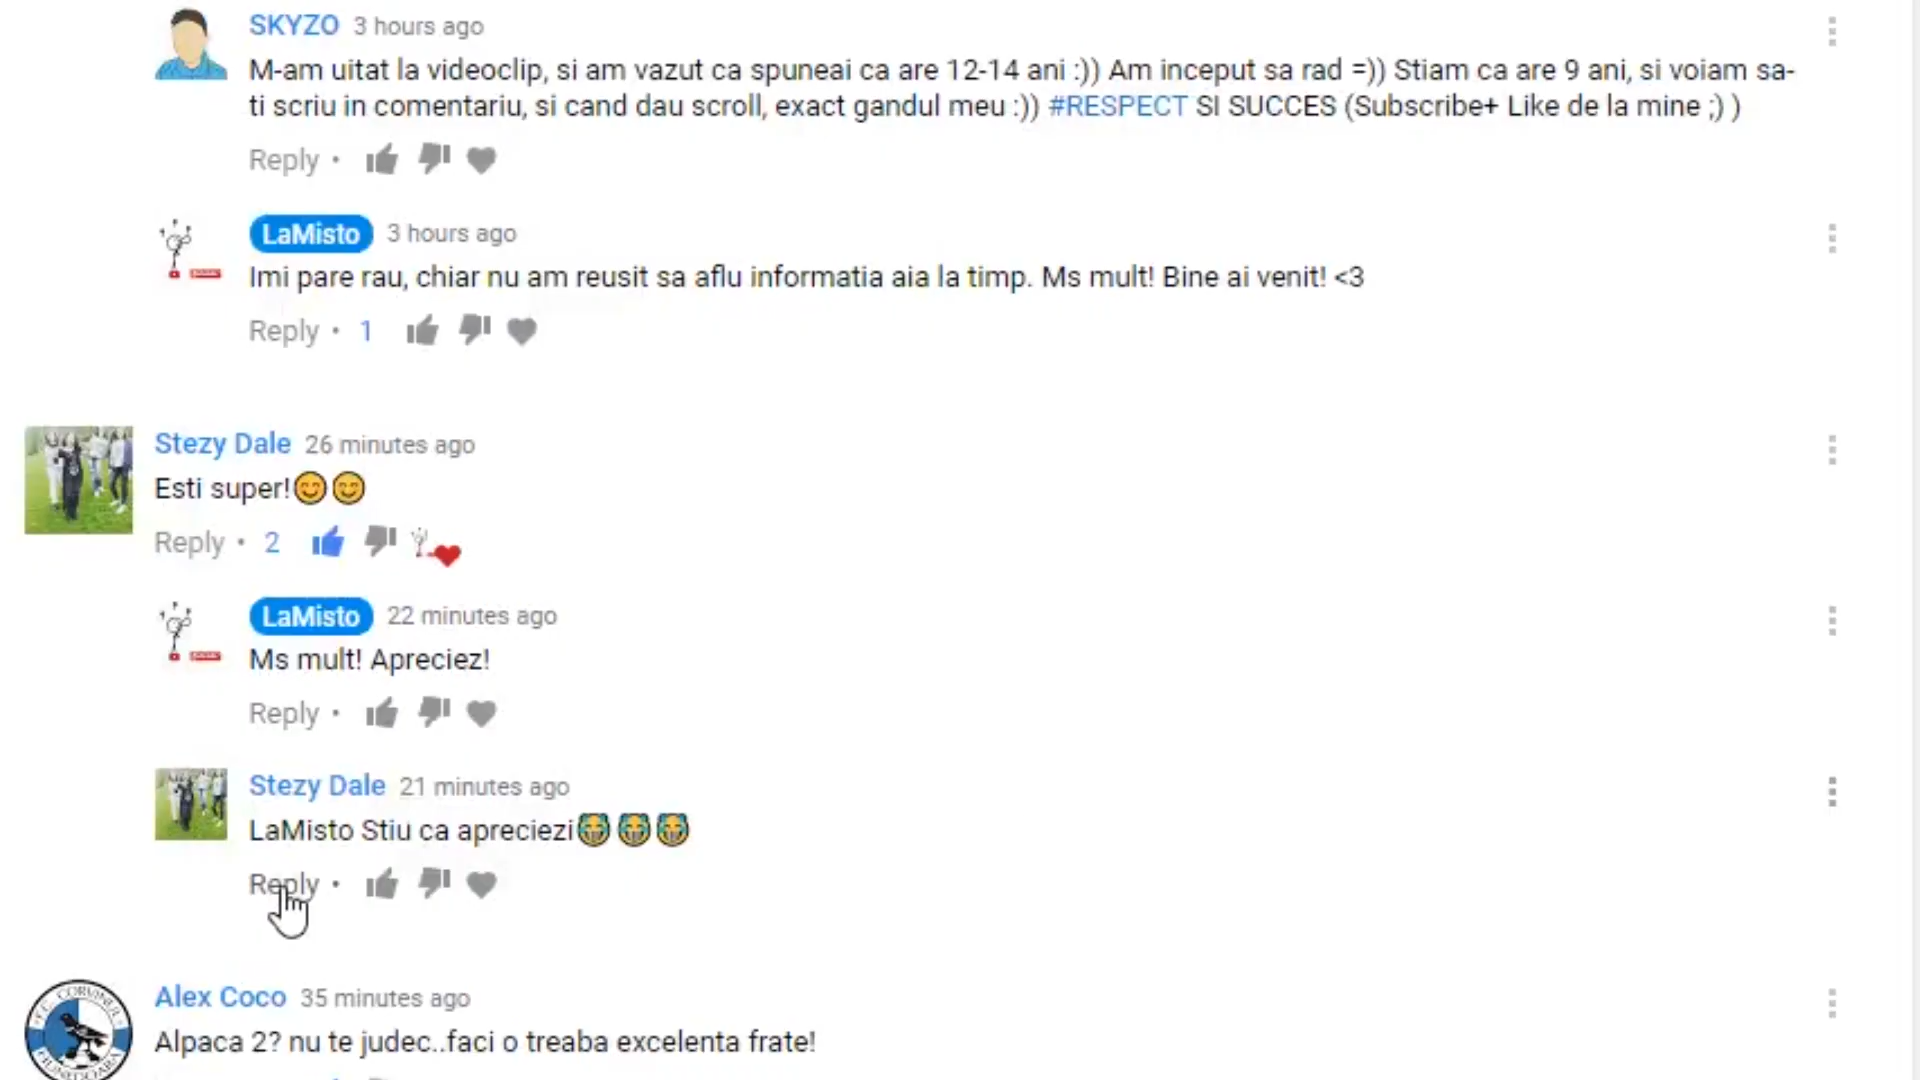 SKYZO 3 hours ago
M-am uitat la videoclip, si am vazut ca spuneai ca are 12-14 ani :)) Am inceput sa rad =)) Stiam ca are 9 ani, si voiam sa-
ti scriu in comentariu, si cand dau scroll, exact gandul meu :)) #RESPECT SI SUCCES (Subscribe+ Like de la mine ;) )
Reply •
LaMisto 3 hours ago
Imi pare rau, chiar nu am reusit sa aflu informatia aia la timp. Ms mult! Bine ai venit! <3
Reply • 1
Stezy Dale 26 minutes ago
Esti super!😊😊
Reply • 2
LaMisto 22 minutes ago
Ms mult! Apreciez!
Reply •
Stezy Dale 21 minutes ago
LaMisto Stiu ca apreciezi😂😂😂
Reply •
Alex Coco 35 minutes ago
Alpaca 2? nu te judec..faci o treaba excelenta frate!